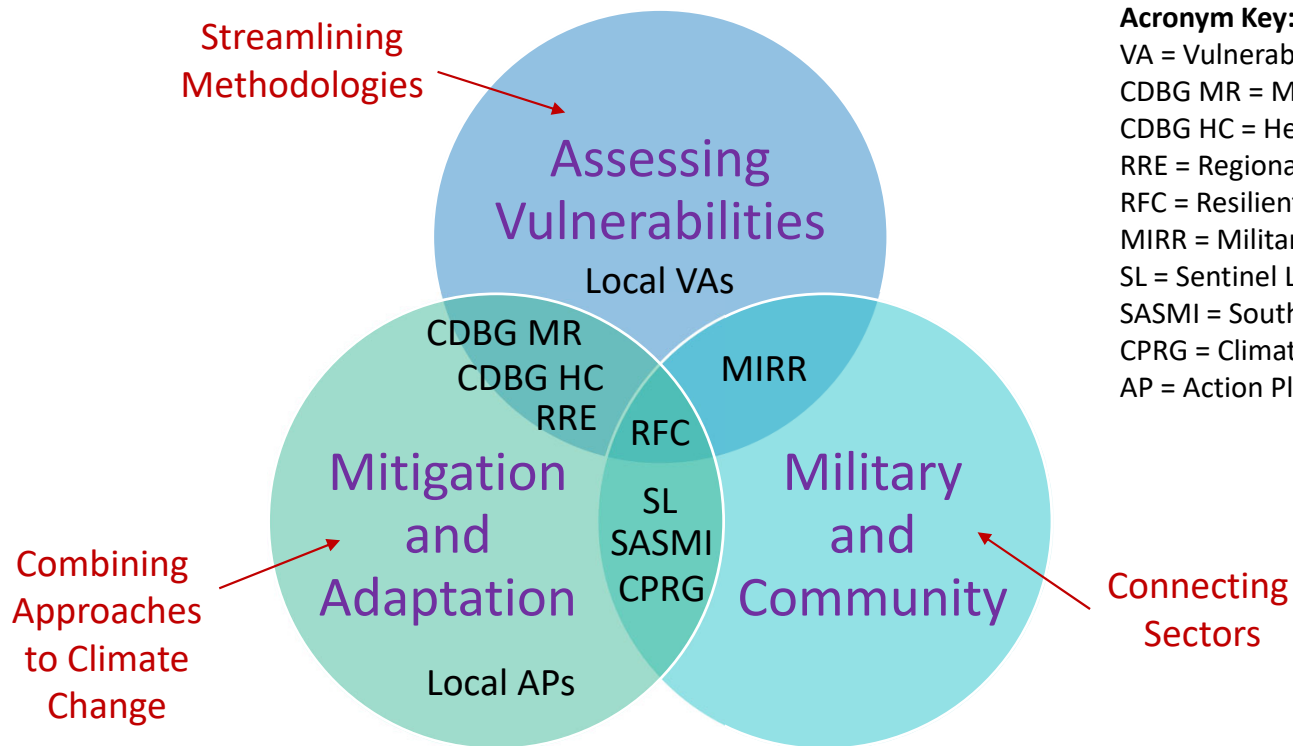 Streamlining
Methodologies
Assessing
Vulnerabilities
Local VAs
CDBG MR
CDBG HC
RRE
MIRR
RFC
Mitigation
and
Adaptation
SL
SASMI
CPRG
Military
and
Community
Local APs
Combining
Approaches
to Climate
Change
Connecting
Sectors
Acronym Key:
VA = Vulnerab
CDBG MR = M
CDBG HC = He
RRE = Regiona
RFC = Resilient
MIRR = Militar
SL = Sentinel L
SASMI = South
CPRG = Climat
AP = Action Pl